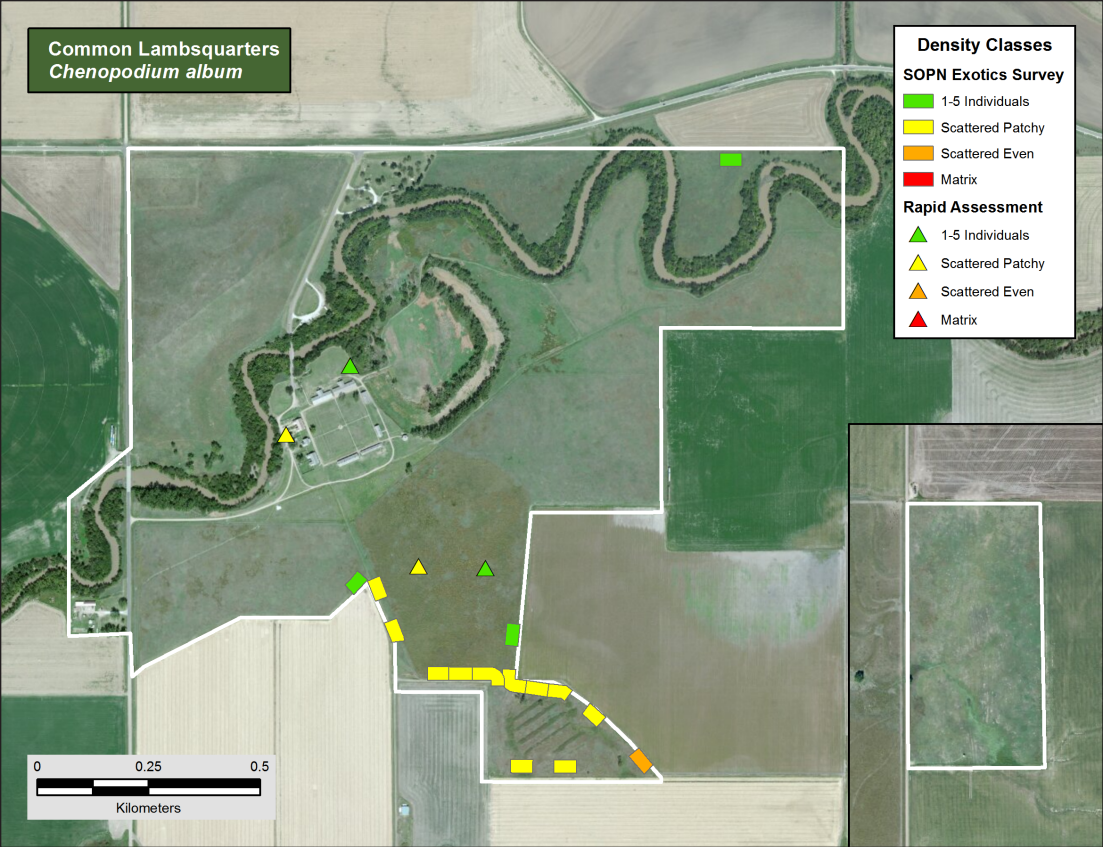 Common Lambsquarters
Chenopodium album
Density Classes
SOPN Exotics Survey
1-5 Individuals
Scattered Patchy
Scattered Even
Matrix
Rapid Assessment
1-5 Individuals
Scattered Patchy
Scattered Even
Matrix
0 0.25 0.5
Kilometers